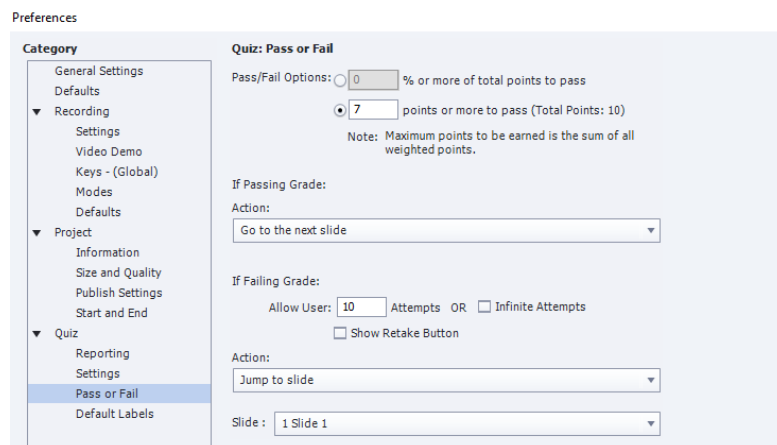 Preferences
Category
General Settings
Defaults
Recording
Settings
Video Demo
Keys - (Global)
Modes
Defaults
Project
Information
Size and Quality
Publish Settings
Start and End
Quiz
Reporting
Settings
Pass or Fail
Default Labels
Quiz: Pass or Fail
Pass/Fail Options: 0 % or more of total points to pass
7 points or more to pass (Total Points: 10)
Note: Maximum points to be earned is the sum of all
weighted points.
If Passing Grade:
Action:
Go to the next slide
If Failing Grade:
Allow User: 10 Attempts OR Infinite Attempts
Show Retake Button
Action:
Jump to slide
Slide : 1 Slide 1